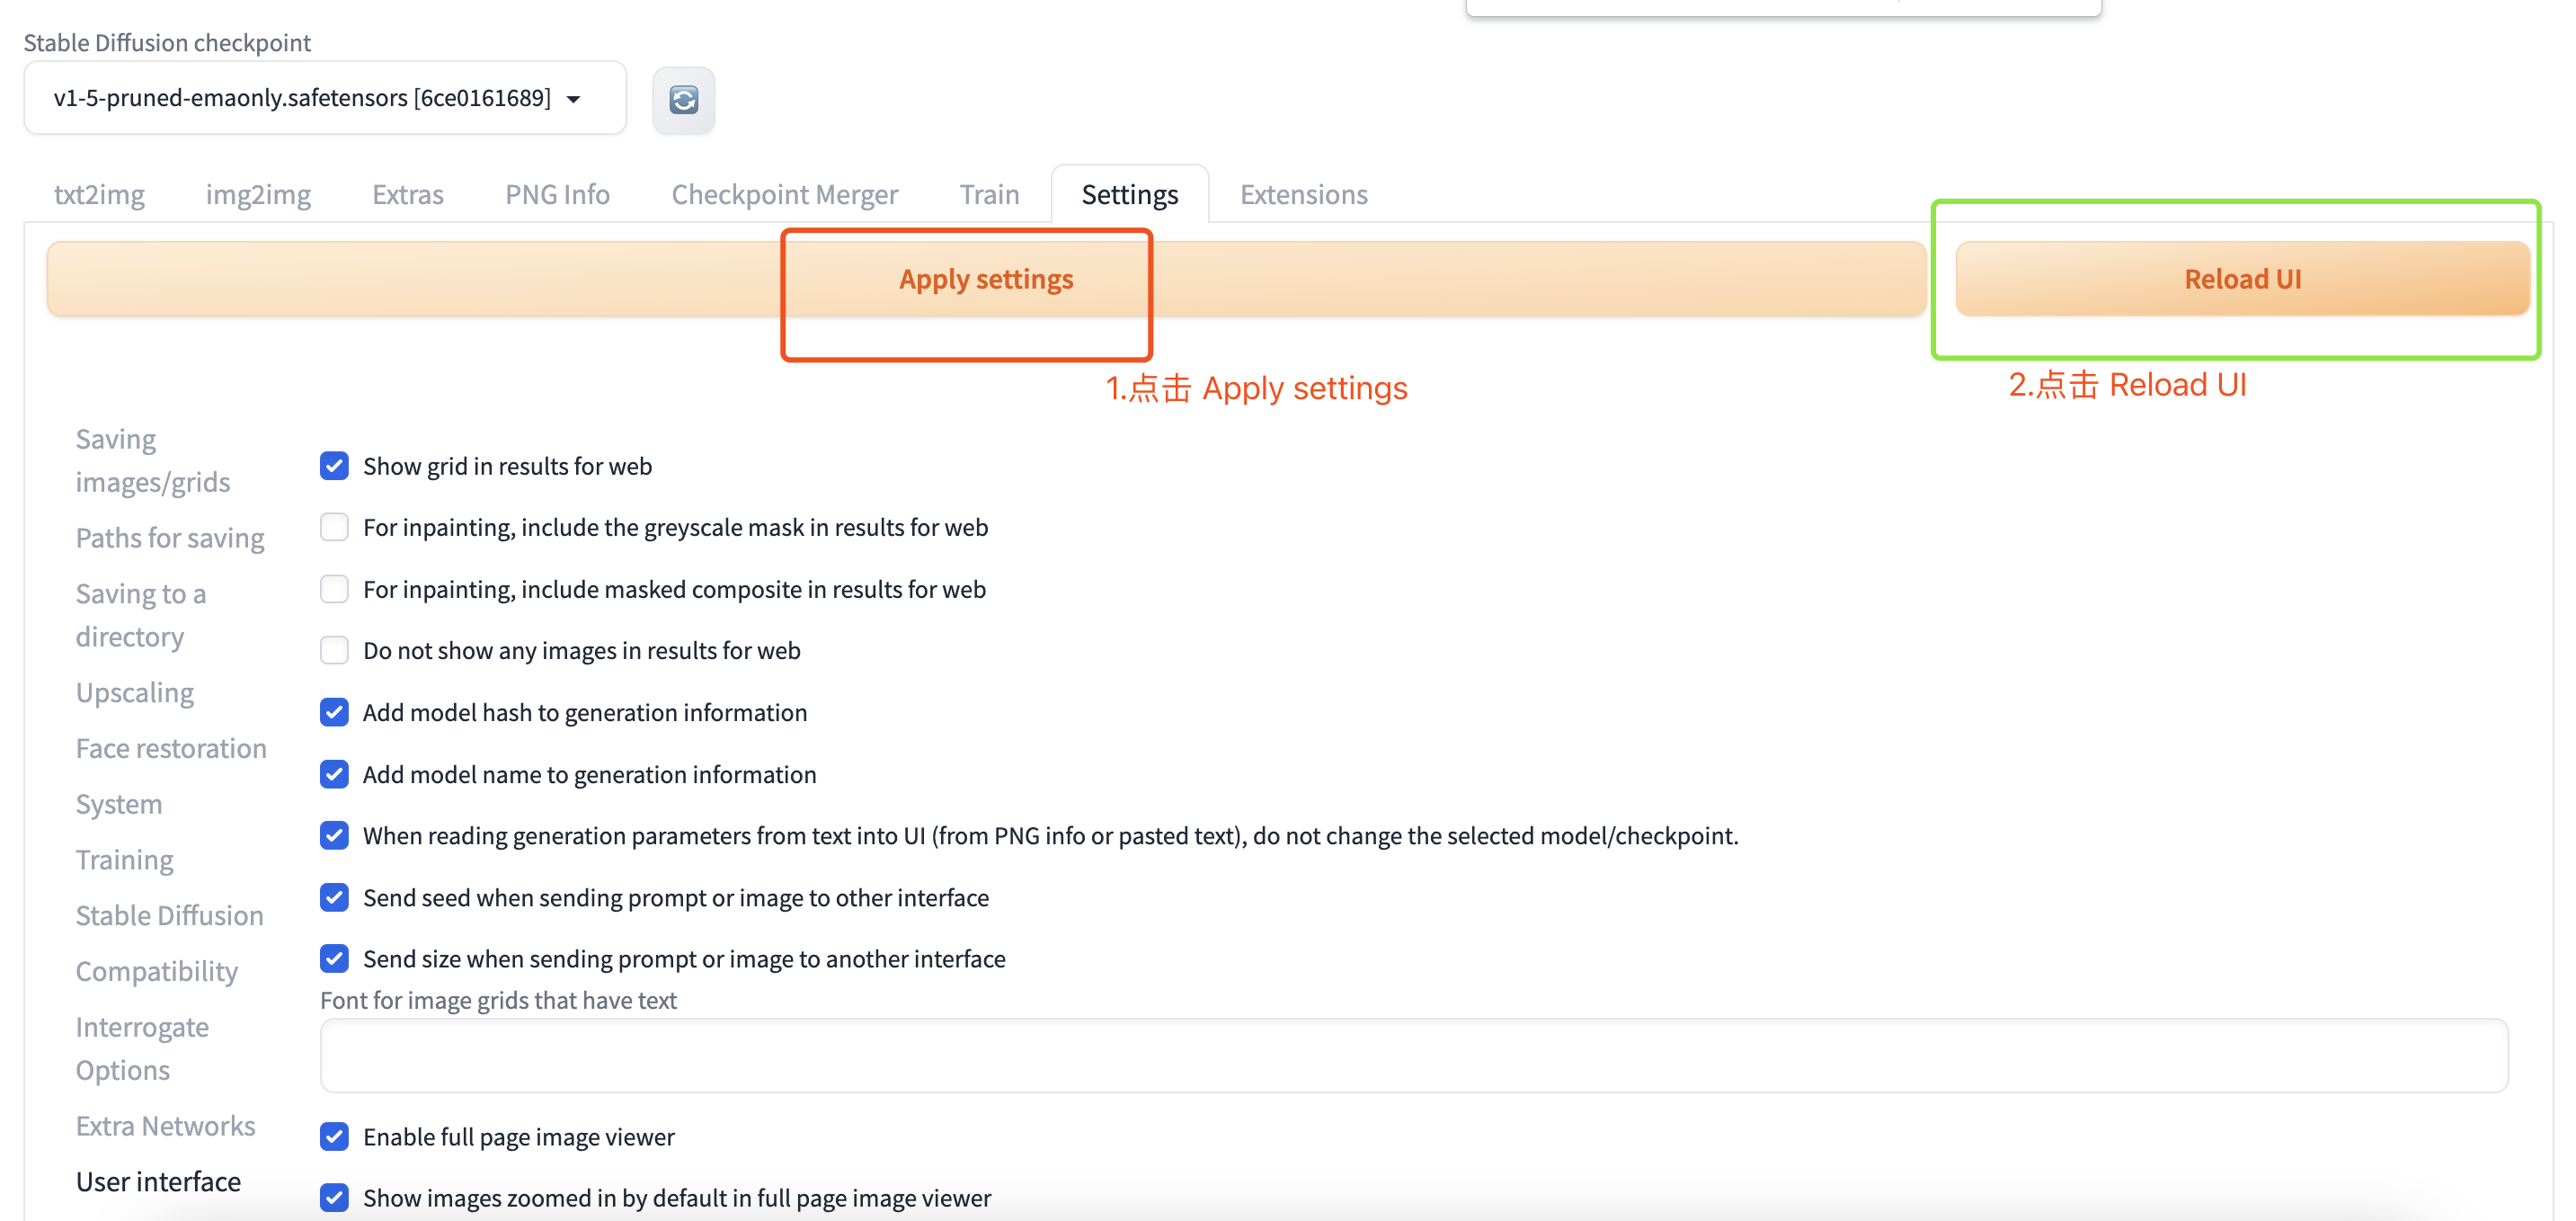 Stable Diffusion checkpoint
v1-5-pruned-emaonly.safetensors [6ce0161689]
txt2img img2img Extras PNG Info Checkpoint Merger Train Settings Extensions
Apply settings
Reload UI
1.点击 Apply settings
2.点击 Reload UI
Saving
images/grids
Paths for saving
Saving to a
directory
Upscaling
Face restoration
System
Training
Stable Diffusion
Compatibility
Interrogate
Options
Extra Networks
User interface
Show grid in results for web
For inpainting, include the greyscale mask in results for web
For inpainting, include masked composite in results for web
Do not show any images in results for web
Add model hash to generation information
Add model name to generation information
When reading generation parameters from text into UI (from PNG info or pasted text), do not change the selected model/checkpoint.
Send seed when sending prompt or image to other interface
Send size when sending prompt or image to another interface
Font for image grids that have text
Enable full page image viewer
Show images zoomed in by default in full page image viewer